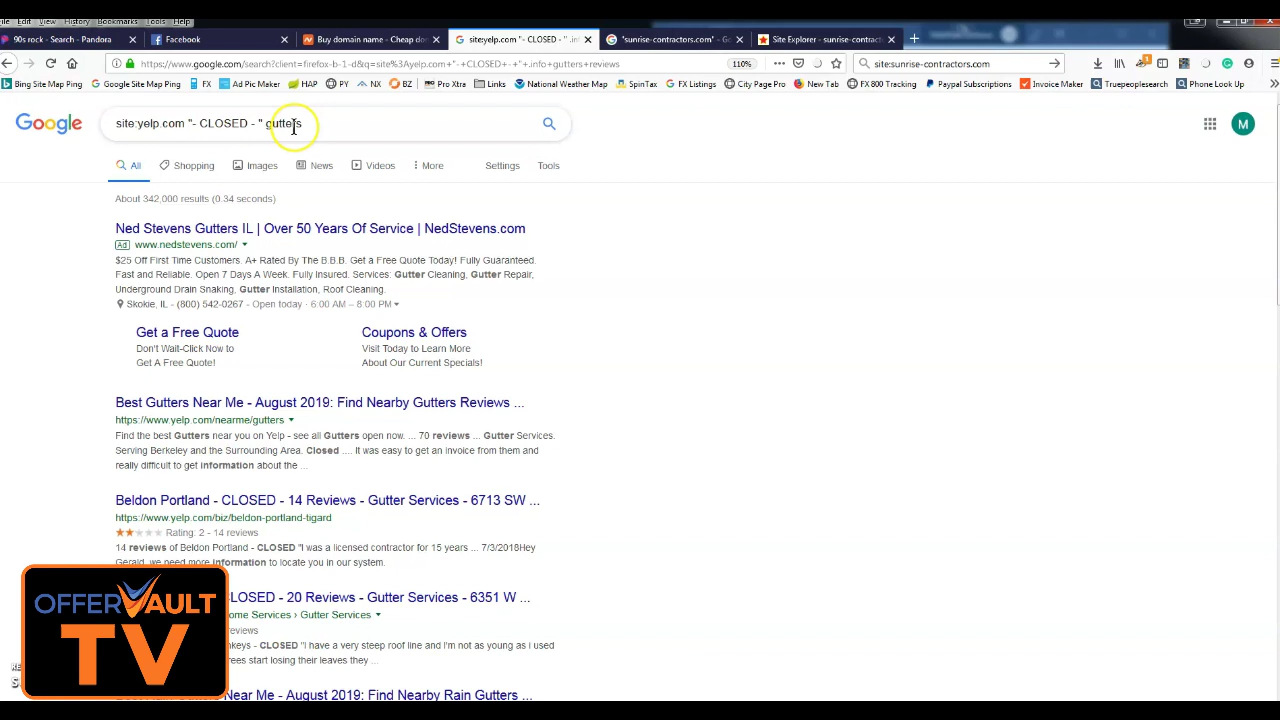 File Edit View History Bookmarks Tools Help
90s rock - Search - Pandora × Facebook × Buy domain name - Cheap do × site:yelp.com "- CLOSED - " .in × "sunrise-contractors.com" - G × Site Explorer - sunrise-contract × +
https://www.google.com/search?client=firefox-b-1-d&q=site%3Ayelp.com+"-+CLOSED+-+"+.info+gutters+reviews 110% site:sunrise-contractors.com
Bing Site Map Ping Google Site Map Ping FX Ad Pic Maker HAP PY NX BZ Pro Xtra Links National Weather G SpinTax FX Listings City Page Pro FX 800 Tracking Paypal Subscriptions Invoice Maker Phone Look Up
Google site:yelp.com "- CLOSED - " gutters M
All Shopping Images News Videos More Settings Tools
About 342,000 results (0.34 seconds)
Ned Stevens Gutters IL | Over 50 Years Of Service | NedStevens.com
Ad www.nedstevens.com/
$25 Off First Time Customers. A+ Rated By The B.B.B. Get a Free Quote Today! Fully Guaranteed.
Fast and Reliable. Open 7 Days A Week. Fully Insured. Services: Gutter Cleaning, Gutter Repair,
Underground Drain Snaking, Gutter Installation, Roof Cleaning.
Skokie, IL - (800) 542-0267 - Open today · 6:00 AM – 8:00 PM
Get a Free Quote Coupons & Offers
Don't Wait-Click Now to Visit Today to Learn More
Get A Free Quote! About Our Current Specials!
Best Gutters Near Me - August 2019: Find Nearby Gutters Reviews ...
https://www.yelp.com/nearme/gutters
Find the best Gutters near you on Yelp - see all Gutters open now. ... 70 reviews ... Gutter Services.
Serving Berkeley and the Surrounding Area. Closed .... It was easy to get an invoice from them and
really difficult to get information about the ...
Beldon Portland - CLOSED - 14 Reviews - Gutter Services - 6713 SW ...
https://www.yelp.com/biz/beldon-portland-tigard
Rating: 2 - 14 reviews
14 reviews of Beldon Portland - CLOSED "I was a licensed contractor for 15 years ... 7/3/2018Hey
Gerald, we need more information to locate you in our system.
LOSED - 20 Reviews - Gutter Services - 6351 W ...
ome Services › Gutter Services
reviews
nkeys - CLOSED "I have a very steep roof line and I'm not as young as i used
rees start losing their leaves they ...
Near Me - August 2019: Find Nearby Rain Gutters ...
OFFERVAULT
TV